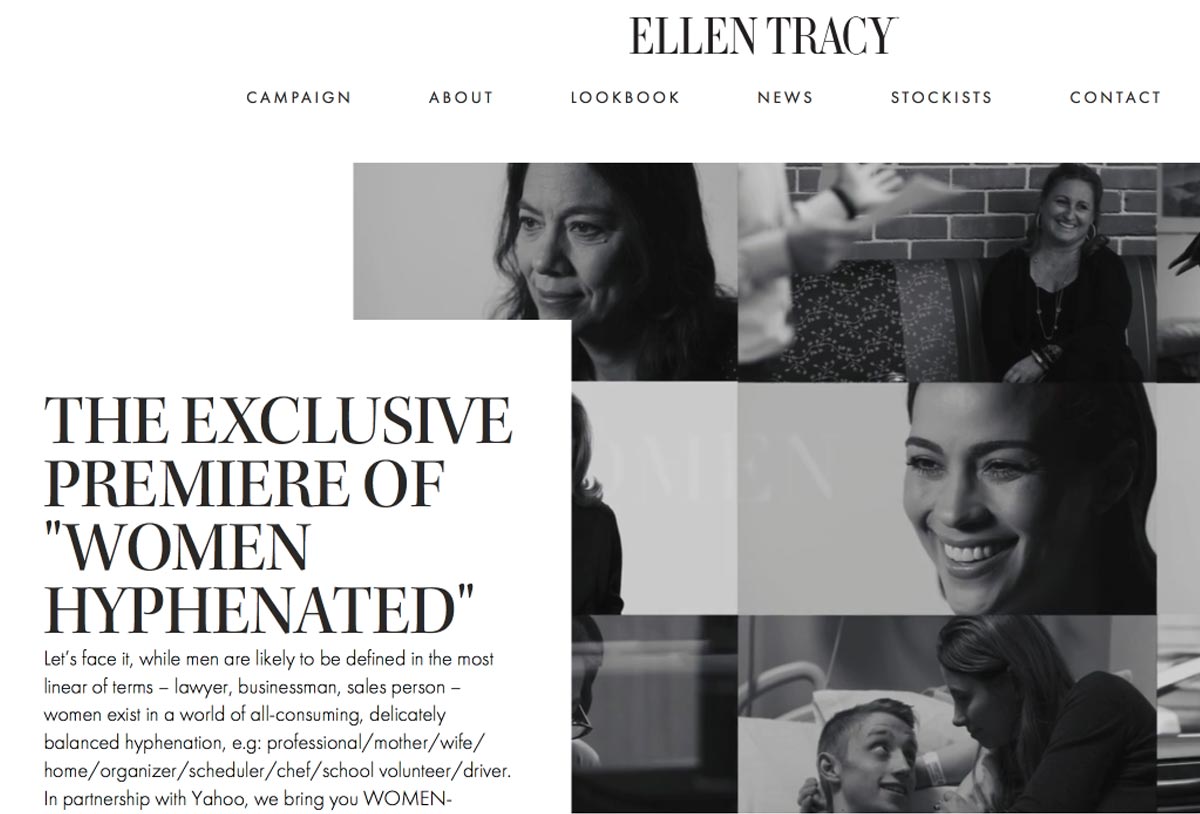 ELLEN TRACY
CAMPAIGN ABOUT LOOKBOOK NEWS STOCKISTS CONTACT
THE EXCLUSIVE
PREMIERE OF
"WOMEN
HYPHENATED"
Let's face it, while men are likely to be defined in the most
linear of terms – lawyer, businessman, sales person –
women exist in a world of all-consuming, delicately
balanced hyphenation, e.g: professional/mother/wife/
home/organizer/scheduler/chef/school volunteer/driver.
In partnership with Yahoo, we bring you WOMEN-
OMEN